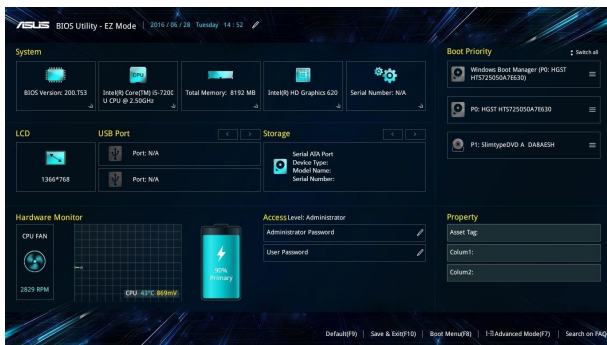 ASUS BIOS Utility - EZ Mode 2016 / 06 / 28 Tuesday 14 : 52
System
BIOS Version: 200.T53
CPU
Intel(R) Core(TM) i5-7200
U CPU @ 2.50GHz
Total Memory: 8192 MB
Intel(R) HD Graphics 620
Serial Number: N/A
Boot Priority
Switch all
Windows Boot Manager (P0: HGST
HTS725050A7E630)
P0: HGST HTS725050A7E630
P1: SlimtypeDVD A DA8AESH
LCD
1366*768
USB Port
Port: N/A
Port: N/A
Storage
Serial ATA Port
Device Type:
Model Name:
Serial Number:
Hardware Monitor
CPU FAN
2829 RPM
CPU 43°C 869mV
90%
Primary
Access Level: Administrator
Administrator Password
User Password
Property
Asset Tag:
Colum1:
Colum2:
Default(F9) | Save & Exit(F10) | Boot Menu(F8) | Advanced Mode(F7) | Search on FAQ